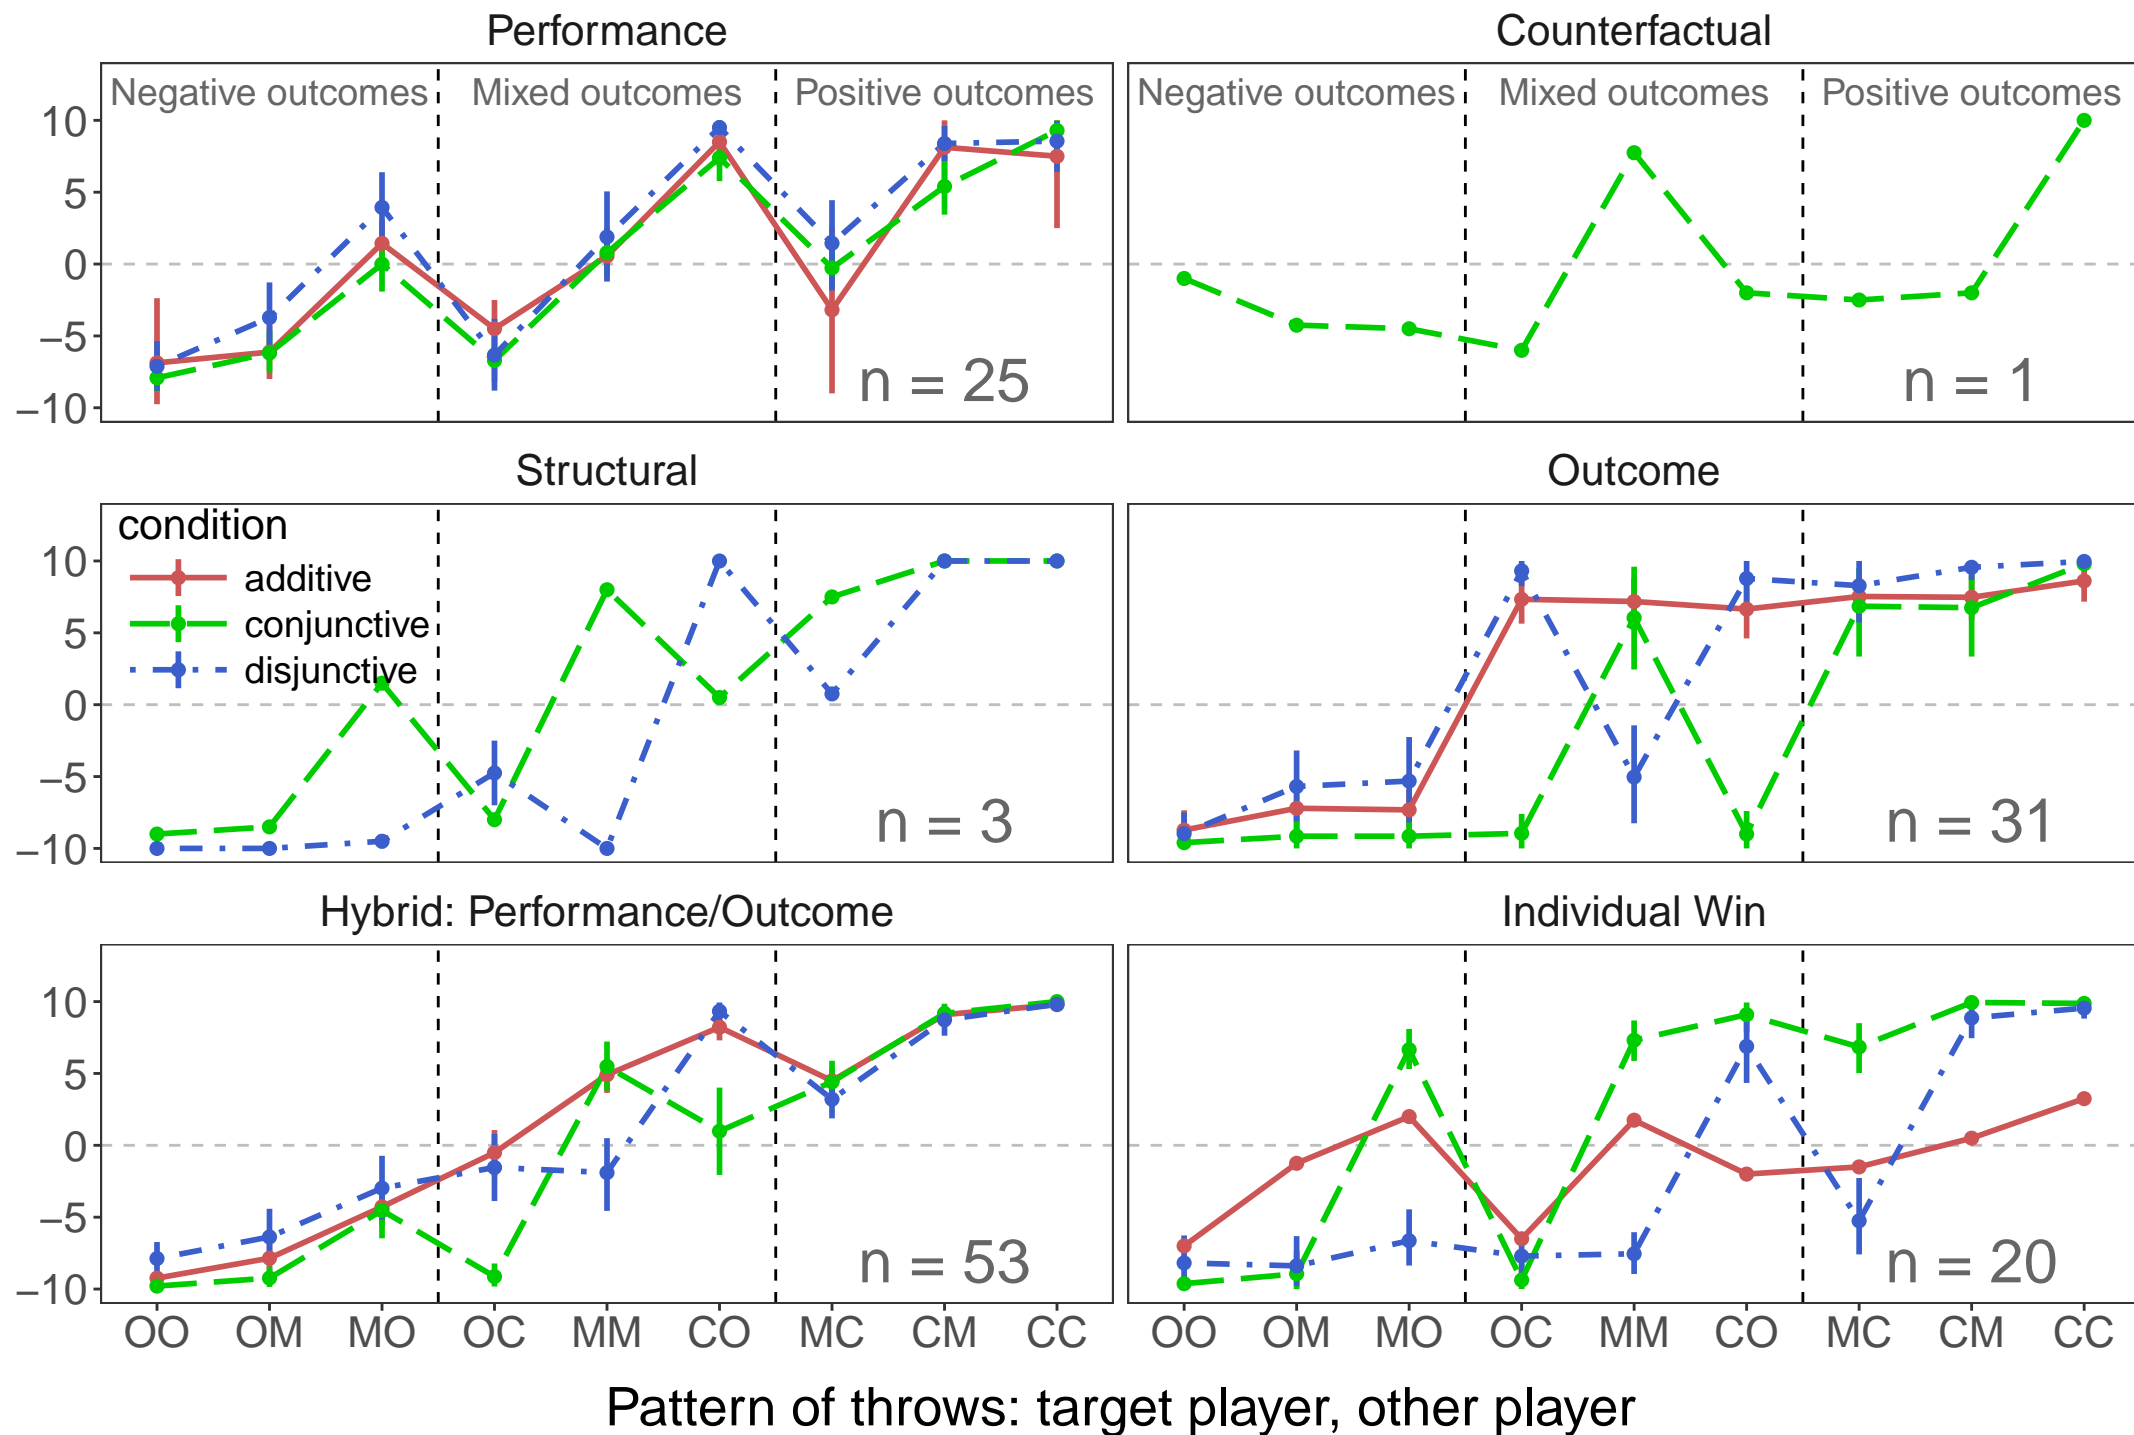 Performance
Counterfactual
Negative outcomes Mixed outcomes Positive outcomes
Negative outcomes Mixed outcomes Positive outcomes
10
5
0
−5
−10
n = 25
n = 1
Structural
Outcome
condition
additive
conjunctive
disjunctive
10
5
0
−5
−10
n = 3
n = 31
Hybrid: Performance/Outcome
Individual Win
10
5
0
−5
−10
n = 53
n = 20
OO OM MO OC MM CO MC CM CC
OO OM MO OC MM CO MC CM CC
Pattern of throws: target player, other player